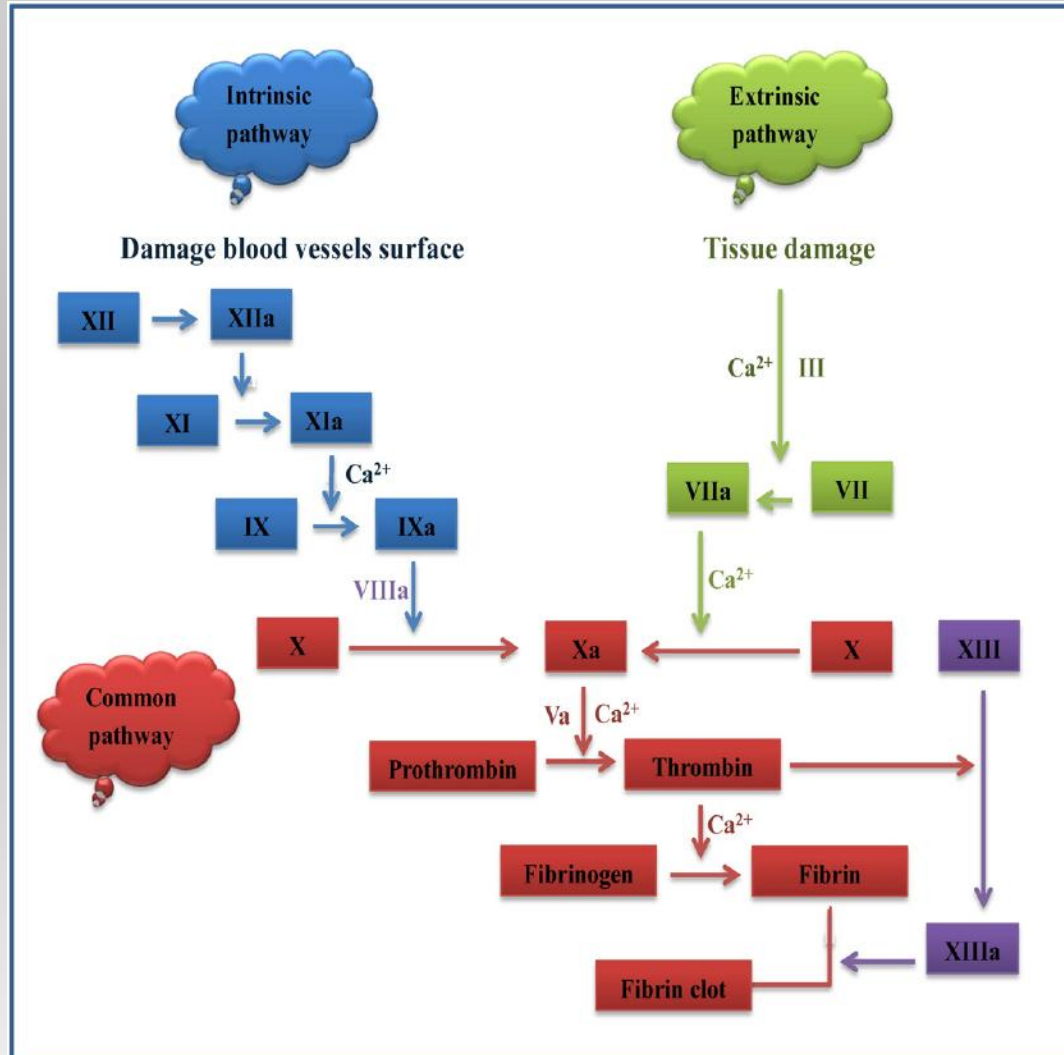 Intrinsic
pathway
Extrinsic
pathway
Damage blood vessels surface
Tissue damage
XII
XIIa
Ca²⁺
III
XI
XIa
Ca²⁺
VIIa
VII
IX
IXa
VIIIa
Ca²⁺
X
Xa
X
XIII
Common
pathway
Va
Ca²⁺
Prothrombin
Thrombin
Ca²⁺
Fibrinogen
Fibrin
XIIIa
Fibrin clot